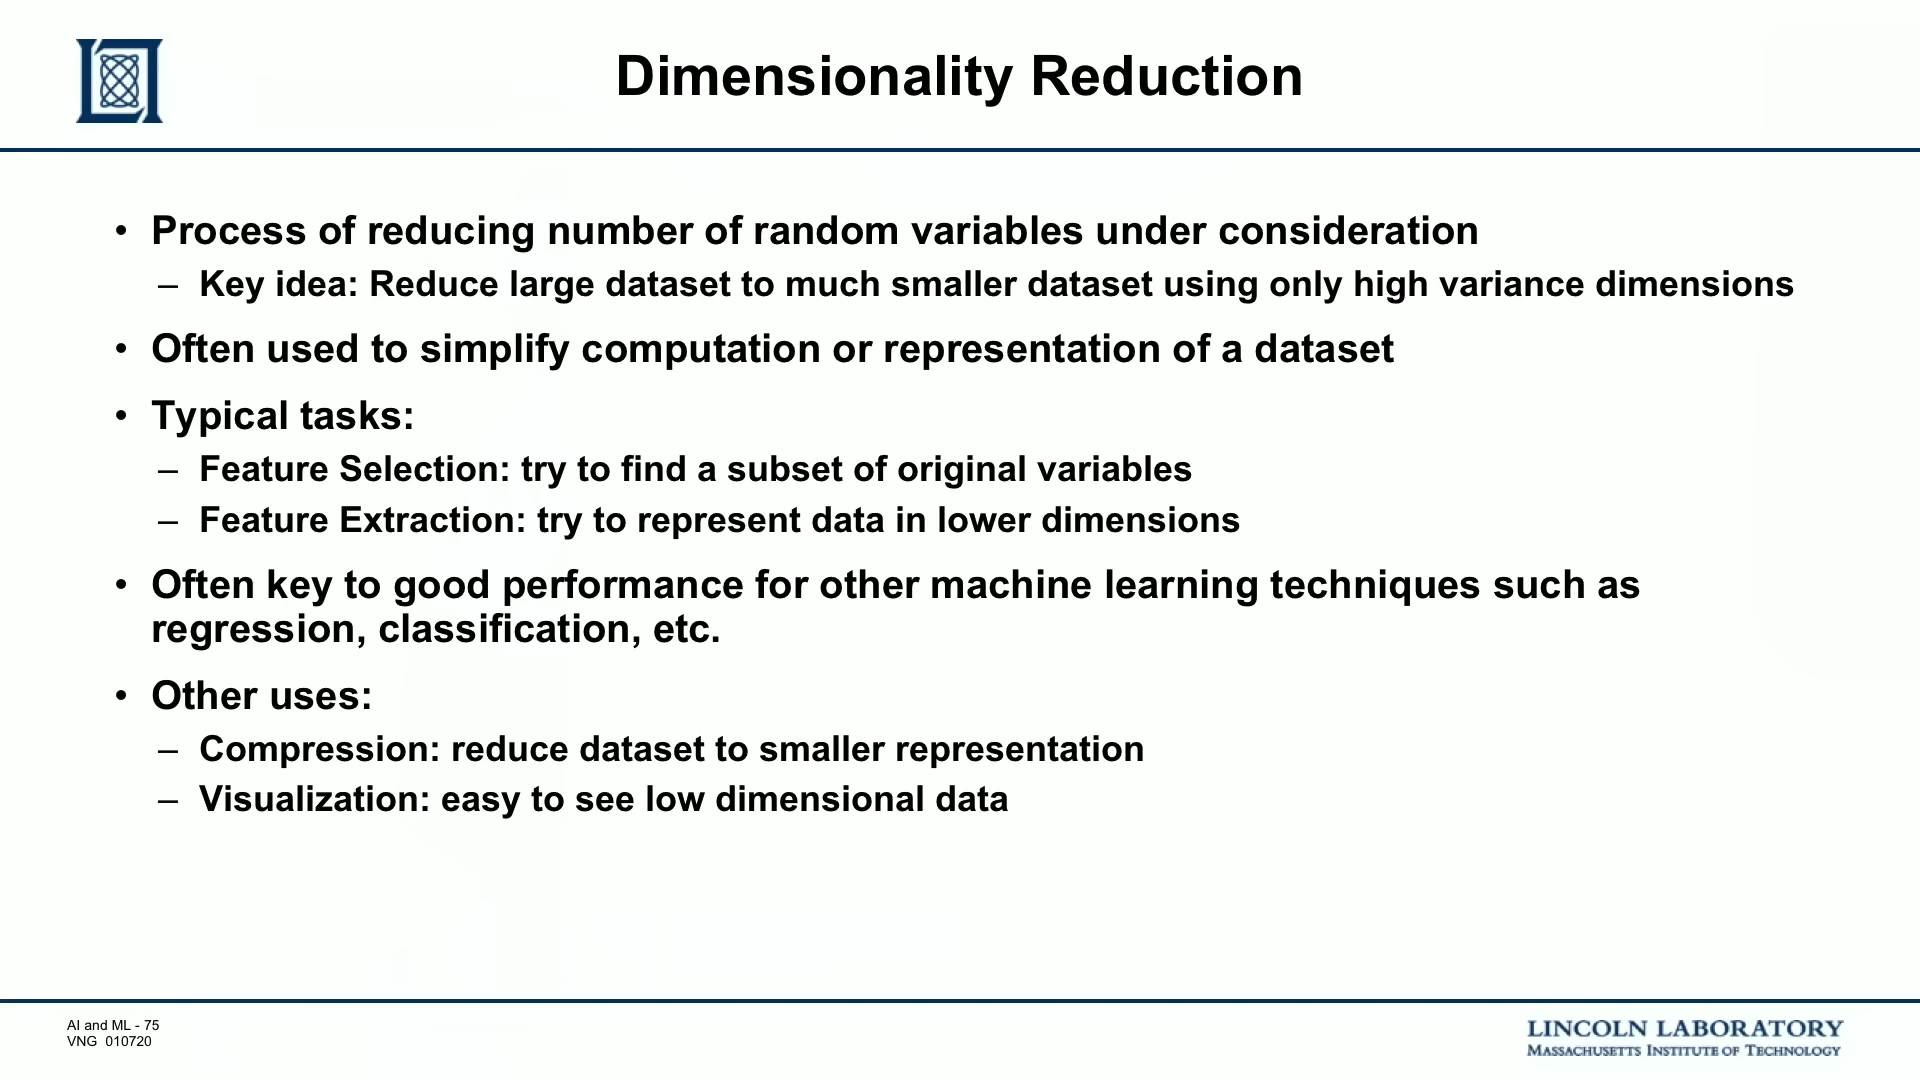 Dimensionality Reduction
• Process of reducing number of random variables under consideration
– Key idea: Reduce large dataset to much smaller dataset using only high variance dimensions
• Often used to simplify computation or representation of a dataset
• Typical tasks:
– Feature Selection: try to find a subset of original variables
– Feature Extraction: try to represent data in lower dimensions
• Often key to good performance for other machine learning techniques such as
regression, classification, etc.
• Other uses:
– Compression: reduce dataset to smaller representation
– Visualization: easy to see low dimensional data
AI and ML - 75
VNG 010720
LINCOLN LABORATORY
MASSACHUSETTS INSTITUTE OF TECHNOLOGY